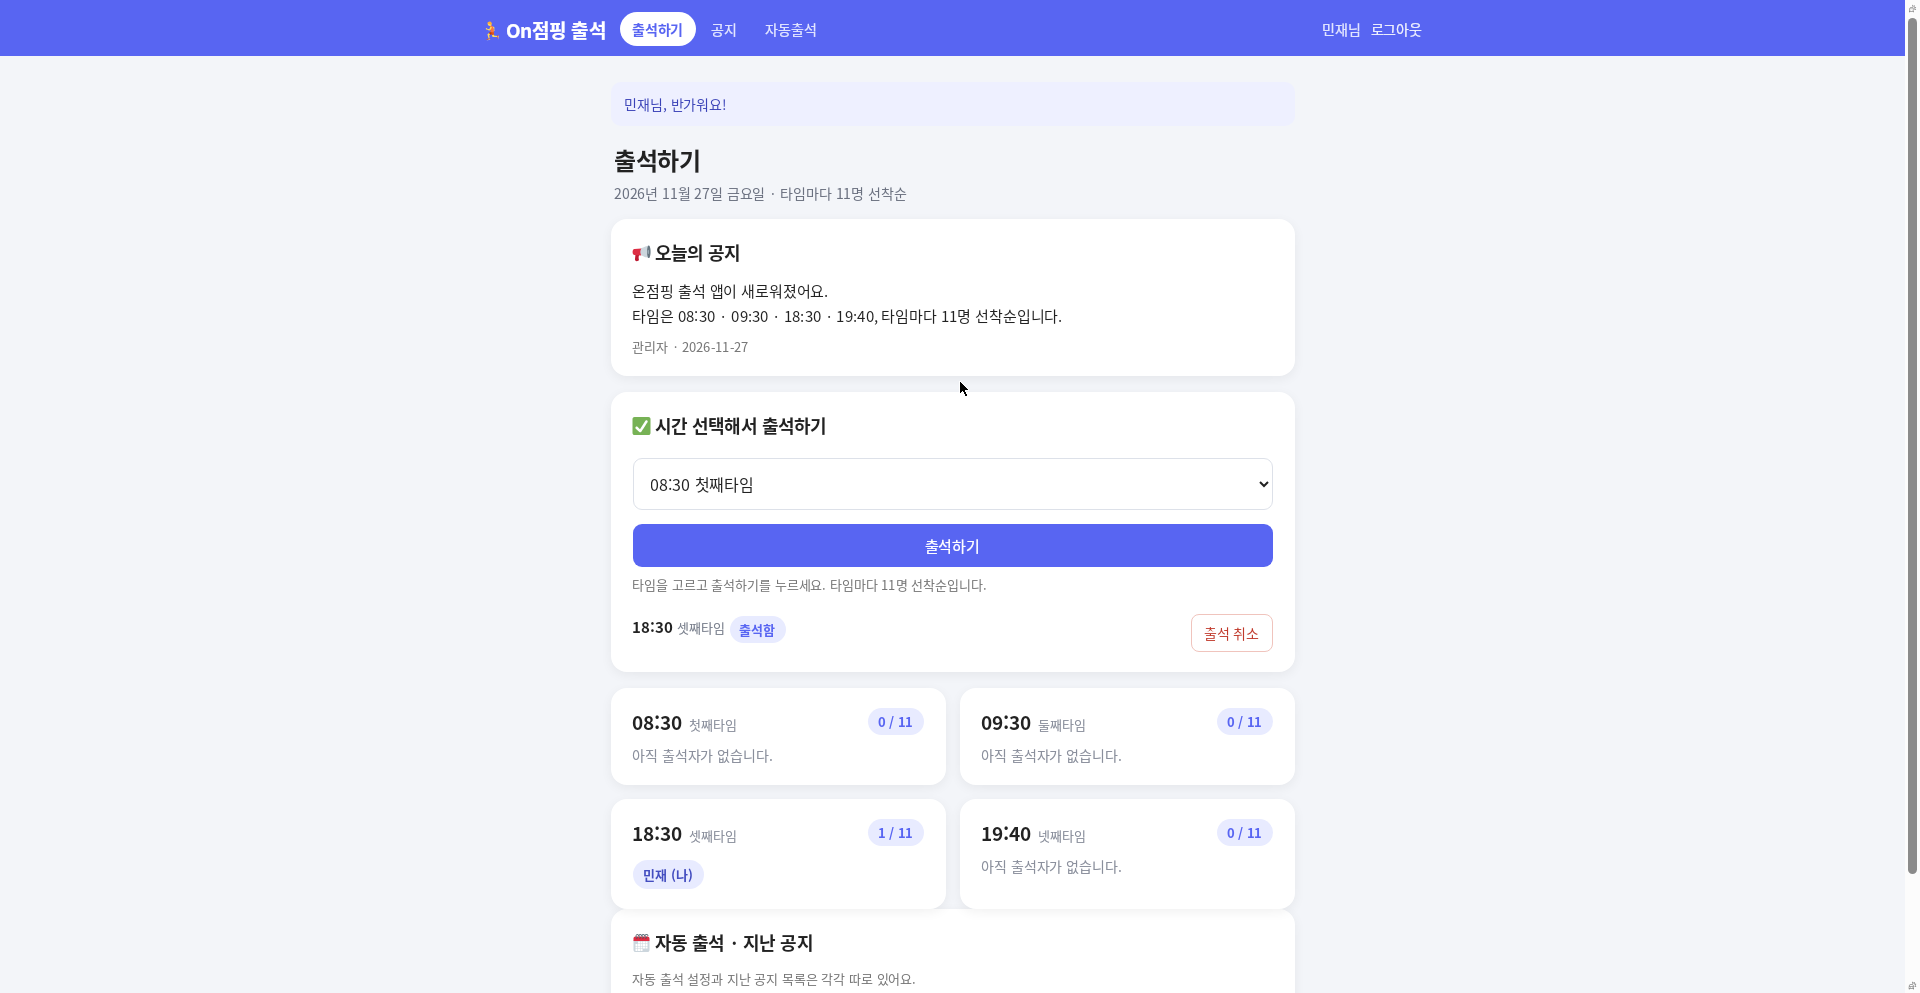 On점핑 출석
출석하기
공지
자동출석
민재님
로그아웃
민재님, 반가워요!
출석하기
2026년 11월 27일 금요일 · 타임마다 11명 선착순
오늘의 공지
온점핑 출석 앱이 새로워졌어요.
타임은 08:30 · 09:30 · 18:30 · 19:40, 타임마다 11명 선착순입니다.
관리자 · 2026-11-27
시간 선택해서 출석하기
08:30 첫째타임
출석하기
타임을 고르고 출석하기를 누르세요. 타임마다 11명 선착순입니다.
18:30 셋째타임 출석함
출석 취소
08:30 첫째타임
0 / 11
아직 출석자가 없습니다.
09:30 둘째타임
0 / 11
아직 출석자가 없습니다.
18:30 셋째타임
1 / 11
민재 (나)
19:40 넷째타임
0 / 11
아직 출석자가 없습니다.
자동 출석 · 지난 공지
자동 출석 설정과 지난 공지 목록은 각각 따로 있어요.